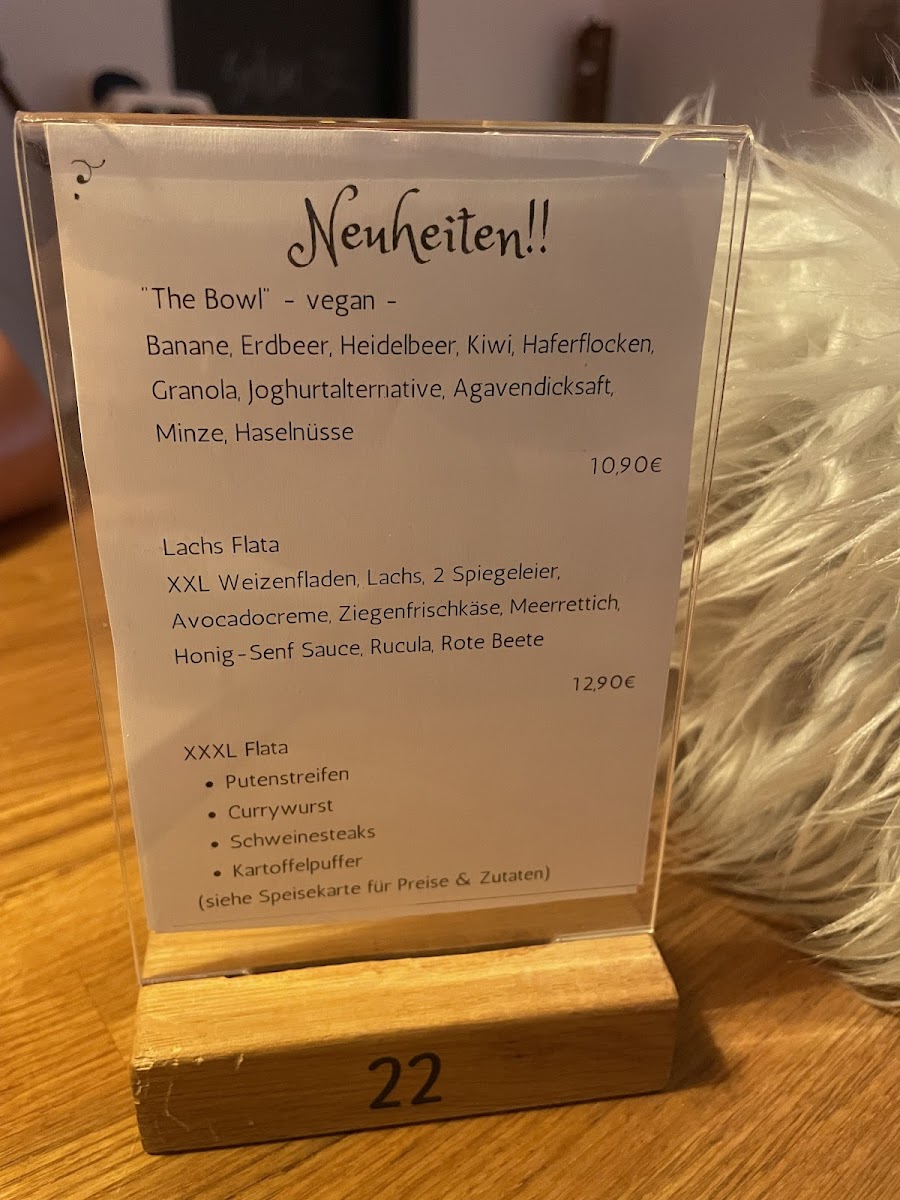 Neuheiten!!
"The Bowl" - vegan -
Banane, Erdbeer, Heidelbeer, Kiwi, Haferflocken,
Granola, Joghurtalternative, Agavendicksaft,
Minze, Haselnüsse
10,90€
Lachs Flata
XXL Weizenfladen, Lachs, 2 Spiegeleier,
Avocadocreme, Ziegenfrischkäse, Meerrettich,
Honig-Senf Sauce, Rucula, Rote Beete
12,90€
XXXL Flata
• Putenstreifen
• Currywurst
• Schweinesteaks
• Kartoffelpuffer
(siehe Speisekarte für Preise & Zutaten)
22